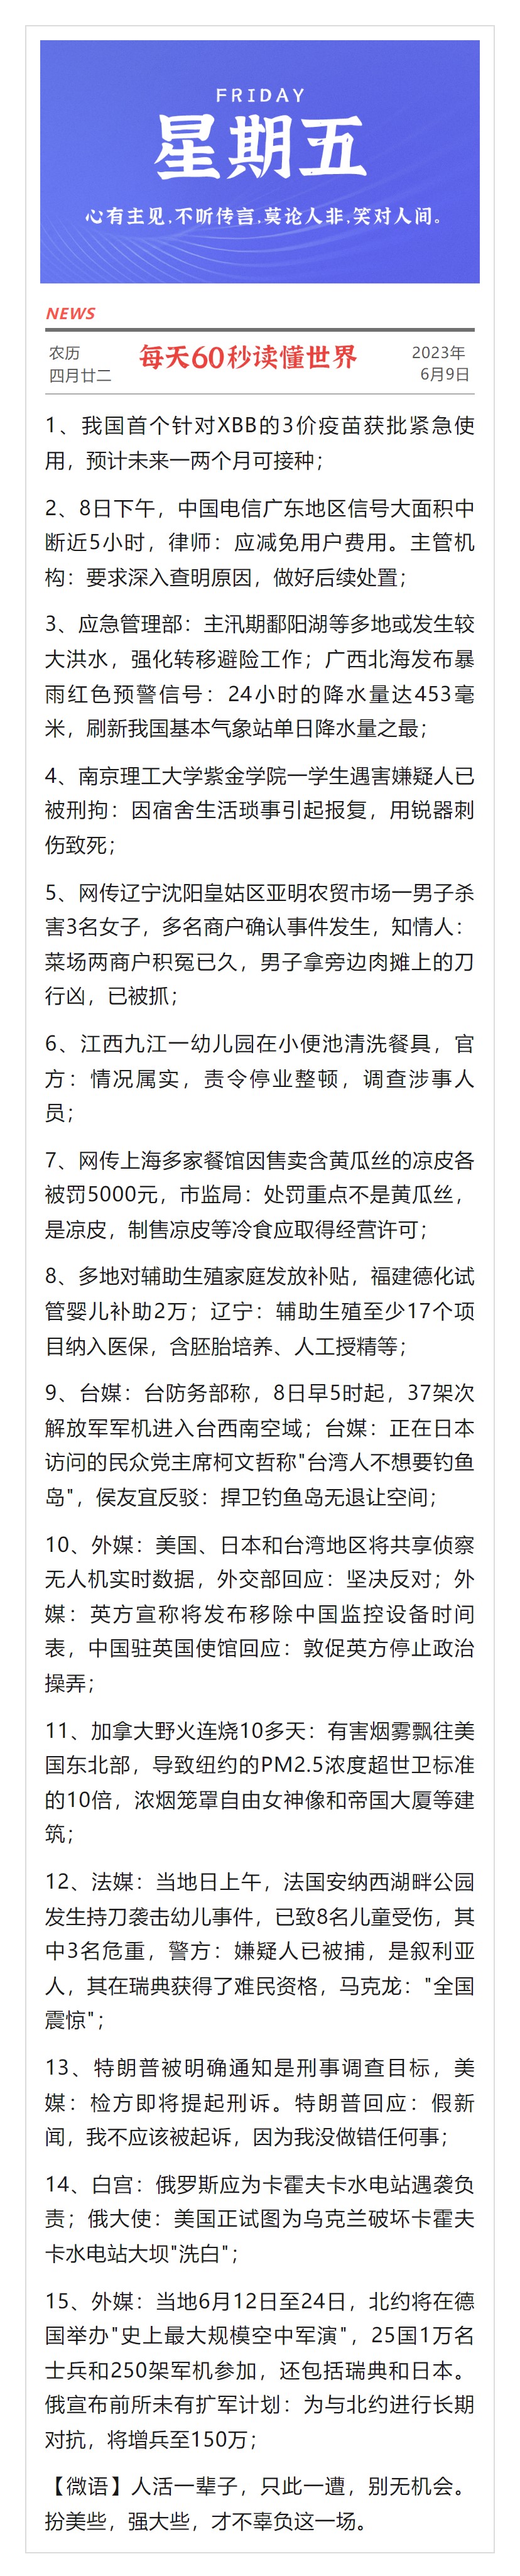 FRIDAY
星期五
心有主见,不听传言,莫论人非,笑对人间。
NEWS
农历
四月廿二
每天60秒读懂世界
2023年
6月9日
1、我国首个针对XBB的3价疫苗获批紧急使
用，预计未来一两个月可接种；
2、8日下午，中国电信广东地区信号大面积中
断近5小时，律师：应减免用户费用。主管机
构：要求深入查明原因，做好后续处置；
3、应急管理部：主汛期鄱阳湖等多地或发生较
大洪水，强化转移避险工作；广西北海发布暴
雨红色预警信号：24小时的降水量达453毫
米，刷新我国基本气象站单日降水量之最；
4、南京理工大学紫金学院一学生遇害嫌疑人已
被刑拘：因宿舍生活琐事引起报复，用锐器刺
伤致死；
5、网传辽宁沈阳皇姑区亚明农贸市场一男子杀
害3名女子，多名商户确认事件发生，知情人：
菜场两商户积冤已久，男子拿旁边肉摊上的刀
行凶，已被抓；
6、江西九江一幼儿园在小便池清洗餐具，官
方：情况属实，责令停业整顿，调查涉事人
员；
7、网传上海多家餐馆因售卖含黄瓜丝的凉皮各
被罚5000元，市监局：处罚重点不是黄瓜丝，
是凉皮，制售凉皮等冷食应取得经营许可；
8、多地对辅助生殖家庭发放补贴，福建德化试
管婴儿补助2万；辽宁：辅助生殖至少17个项
目纳入医保，含胚胎培养、人工授精等；
9、台媒：台防务部称，8日早5时起，37架次
解放军军机进入台西南空域；台媒：正在日本
访问的民众党主席柯文哲称"台湾人不想要钓鱼
岛"，侯友宜反驳：捍卫钓鱼岛无退让空间；
10、外媒：美国、日本和台湾地区将共享侦察
无人机实时数据，外交部回应：坚决反对；外
媒：英方宣称将发布移除中国监控设备时间
表，中国驻英国使馆回应：敦促英方停止政治
操弄；
11、加拿大野火连烧10多天：有害烟雾飘往美
国东北部，导致纽约的PM2.5浓度超世卫标准
的10倍，浓烟笼罩自由女神像和帝国大厦等建
筑；
12、法媒：当地日上午，法国安纳西湖畔公园
发生持刀袭击幼儿事件，已致8名儿童受伤，其
中3名危重，警方：嫌疑人已被捕，是叙利亚
人，其在瑞典获得了难民资格，马克龙："全国
震惊"；
13、特朗普被明确通知是刑事调查目标，美
媒：检方即将提起刑诉。特朗普回应：假新
闻，我不应该被起诉，因为我没做错任何事；
14、白宫：俄罗斯应为卡霍夫卡水电站遇袭负
责；俄大使：美国正试图为乌克兰破坏卡霍夫
卡水电站大坝"洗白"；
15、外媒：当地6月12日至24日，北约将在德
国举办"史上最大规模空中军演"，25国1万名
士兵和250架军机参加，还包括瑞典和日本。
俄宣布前所未有扩军计划：为与北约进行长期
对抗，将增兵至150万；
【微语】人活一辈子，只此一遭，别无机会。
扮美些，强大些，才不辜负这一场。